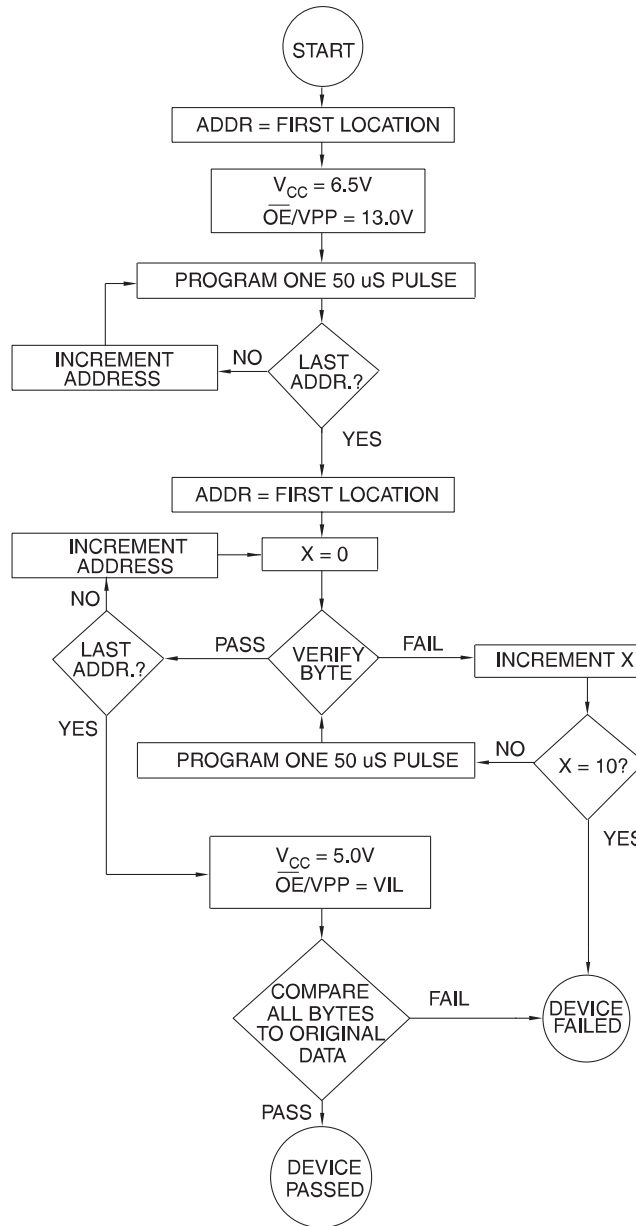 START
ADDR = FIRST LOCATION
VCC = 6.5V
OE/VPP = 13.0V
PROGRAM ONE 50 uS PULSE
INCREMENT
ADDRESS
NO
LAST
ADDR.?
YES
ADDR = FIRST LOCATION
INCREMENT
ADDRESS
X = 0
NO
LAST
ADDR.?
PASS
VERIFY
BYTE
FAIL
INCREMENT X
YES
PROGRAM ONE 50 uS PULSE
NO
X = 10?
YES
VCC = 5.0V
OE/VPP = VIL
COMPARE
ALL BYTES
TO ORIGINAL
DATA
FAIL
DEVICE
FAILED
PASS
DEVICE
PASSED